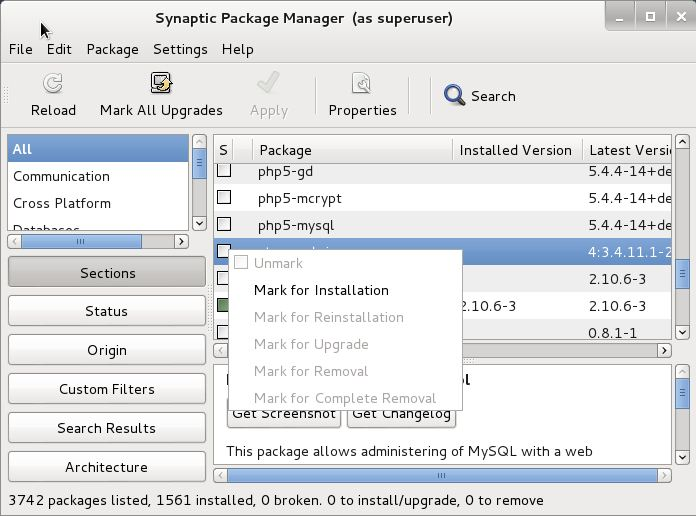 Synaptic Package Manager (as superuser)
File Edit Package Settings Help
Reload Mark All Upgrades Apply Properties Search
All
Communication
Cross Platform
Databases
Sections
Status
Origin
Custom Filters
Search Results
Architecture
S Package Installed Version Latest Versi
php5-gd 5.4.4-14+de
php5-mcrypt 5.4.4-14+de
php5-mysql 5.4.4-14+de
4:3.4.11.1-2
2.10.6-3
2.10.6-3 2.10.6-3
0.8.1-1
Unmark
Mark for Installation
Mark for Reinstallation
Mark for Upgrade
Mark for Removal
Mark for Complete Removal
Get Screenshot Get Changelog
This package allows administering of MySQL with a web
3742 packages listed, 1561 installed, 0 broken. 0 to install/upgrade, 0 to remove